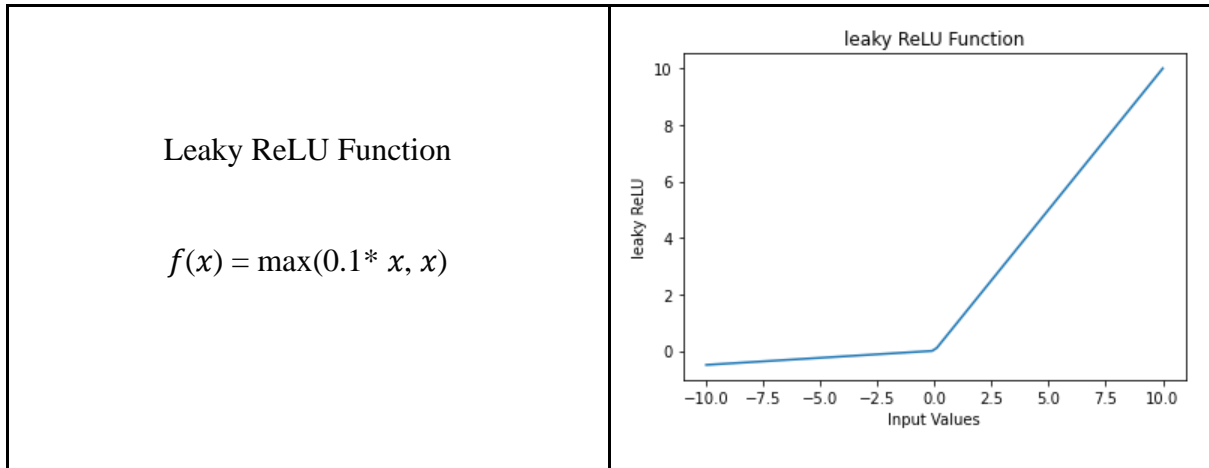 Leaky ReLU Function
f(x) = max(0.1* x, x)
leaky ReLU Function
10
8
6
4
2
0
leaky ReLU
−10.0 −7.5 −5.0 −2.5 0.0 2.5 5.0 7.5 10.0
Input Values